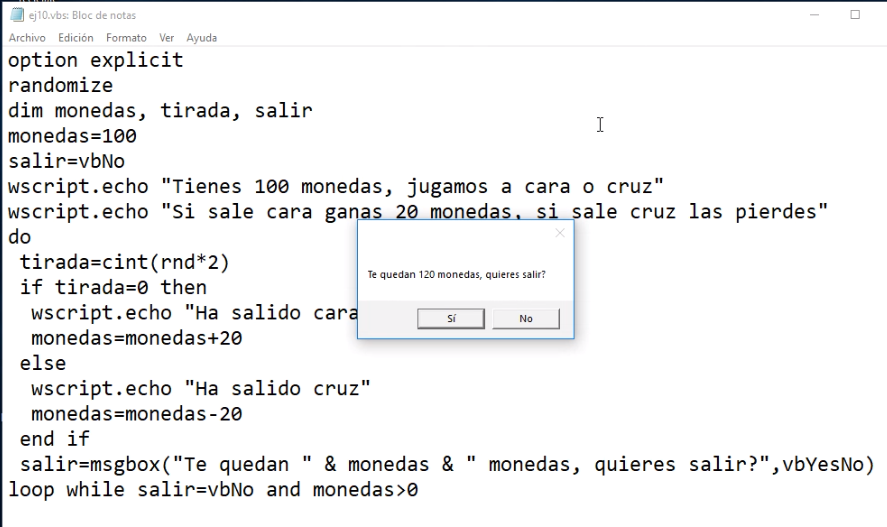 ej10.vbs: Bloc de notas
Archivo Edición Formato Ver Ayuda
option explicit
randomize
dim monedas, tirada, salir
monedas=100
salir=vbNo
wscript.echo "Tienes 100 monedas, jugamos a cara o cruz"
wscript.echo "Si sale cara ganas 20 monedas, si sale cruz las pierdes"
do
tirada=cint(rnd*2)
if tirada=0 then
wscript.echo "Ha salido cara
monedas=monedas+20
else
wscript.echo "Ha salido cruz"
monedas=monedas-20
end if
salir=msgbox("Te quedan " & monedas & " monedas, quieres salir?",vbYesNo)
loop while salir=vbNo and monedas>0
Te quedan 120 monedas, quieres salir?
Sí No